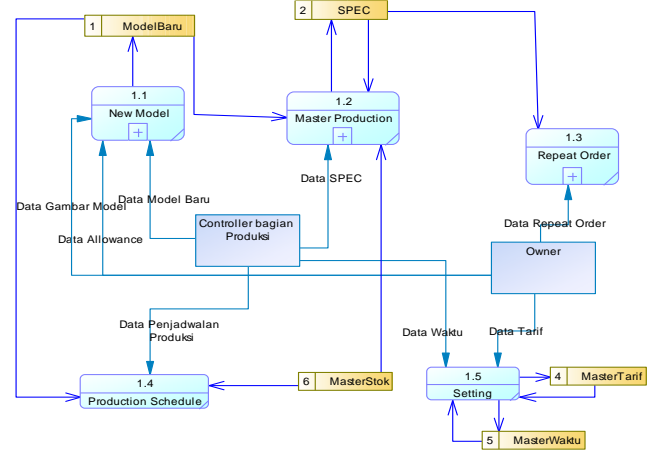 1 ModelBaru
2 SPEC
1.1
New Model
+
1.2
Master Production
+
1.3
Repeat Order
+
Data SPEC
Data Gambar Model
Data Model Baru
Data Allowance
Controller bagian
Produksi
Data Repeat Order
Owner
Data Penjadwalan
Produksi
Data Waktu
Data Tarif
1.4
Production Schedule
6 MasterStok
1.5
Setting
4 MasterTarif
5 MasterWaktu